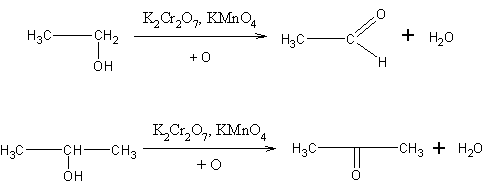 K₂Cr₂O₇, KMnO₄
H₃C CH₂ OH + O H₃C C O H + H₂O
K₂Cr₂O₇, KMnO₄
H₃C CH CH₃ OH + O H₃C CH₃ O + H₂O